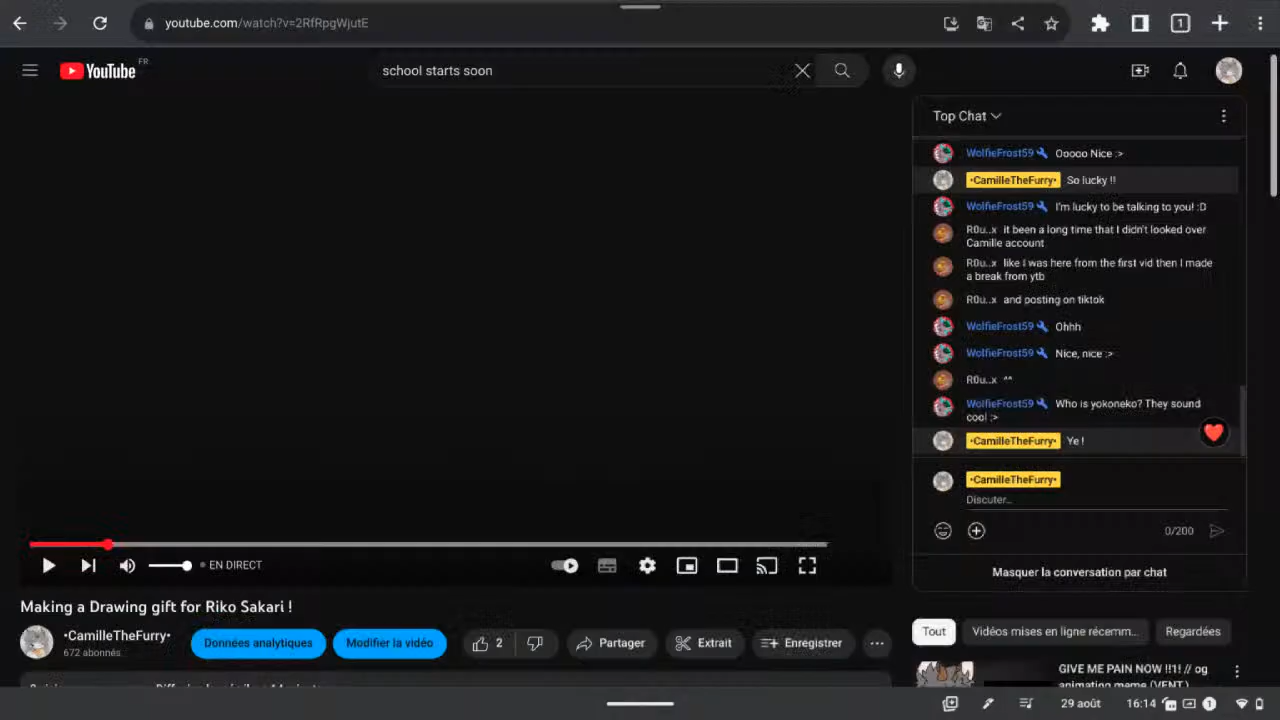 youtube.com/watch?v=2RfRpgWjutE
1
YouTube FR
school starts soon
Top Chat
WolfieFrost59 Ooooo Nice :>
•CamilleTheFurry• So lucky !!
WolfieFrost59 I'm lucky to be talking to you! :D
R0u..x it been a long time that I didn't looked over
Camille account
R0u..x like I was here from the first vid then I made
a break from ytb
R0u..x and posting on tiktok
WolfieFrost59 Ohhh
WolfieFrost59 Nice, nice :>
R0u..x ^^
WolfieFrost59 Who is yokoneko? They sound
cool :>
•CamilleTheFurry• Ye !
•CamilleTheFurry•
Discuter...
0/200
Masquer la conversation par chat
EN DIRECT
Making a Drawing gift for Riko Sakari !
•CamilleTheFurry•
672 abonnés
Données analytiques
Modifier la vidéo
2
Partager
Extrait
Enregistrer
Tout
Vidéos mises en ligne récemm...
Regardées
GIVE ME PAIN NOW !!1! // og
animating meme (VENT )
29 août
16:14
1